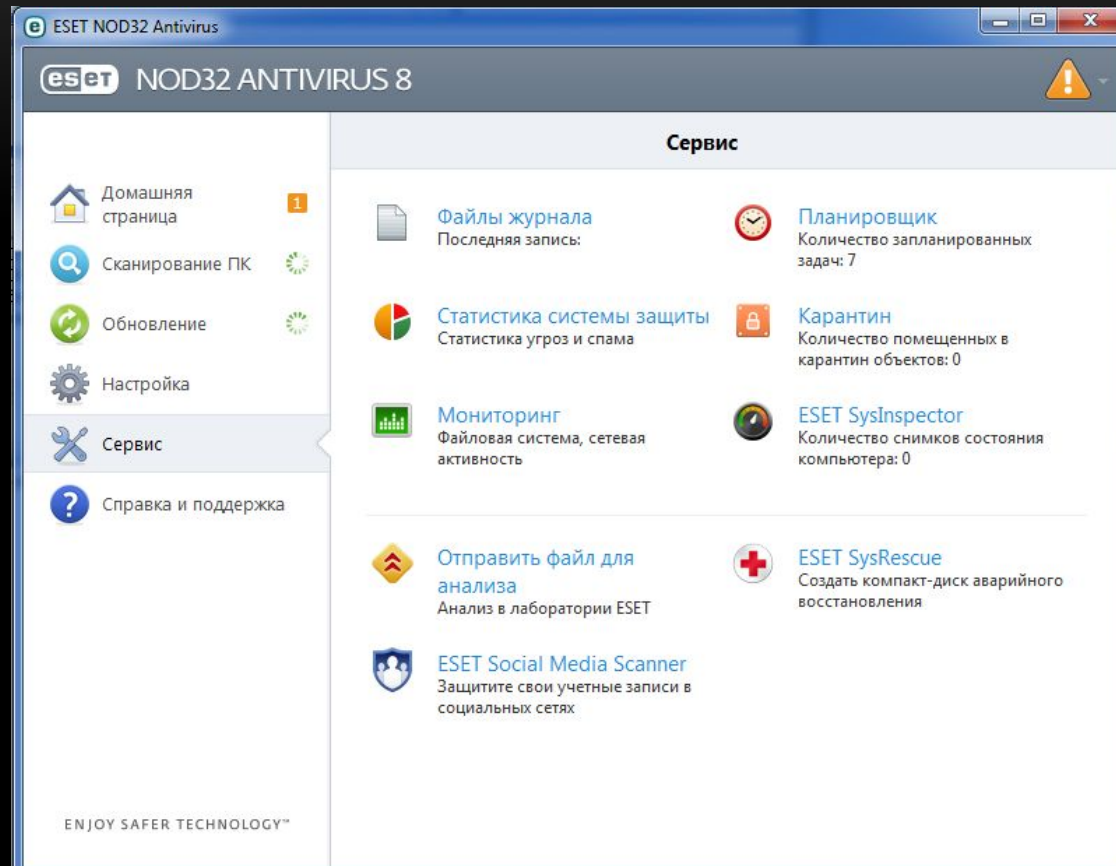 ESET NOD32 Antivirus
eset NOD32 ANTIVIRUS 8
Сервис
Домашняя
страница
1
Сканирование ПК
Обновление
Настройка
Сервис
Справка и поддержка
Файлы журнала
Последняя запись:
Планировщик
Количество запланированных
задач: 7
Статистика системы защиты
Статистика угроз и спама
Карантин
Количество помещенных в
карантин объектов: 0
Мониторинг
Файловая система, сетевая
активность
ESET SysInspector
Количество снимков состояния
компьютера: 0
Отправить файл для
анализа
Анализ в лаборатории ESET
ESET SysRescue
Создать компакт-диск аварийного
восстановления
ESET Social Media Scanner
Защитите свои учетные записи в
социальных сетях
ENJOY SAFER TECHNOLOGY™